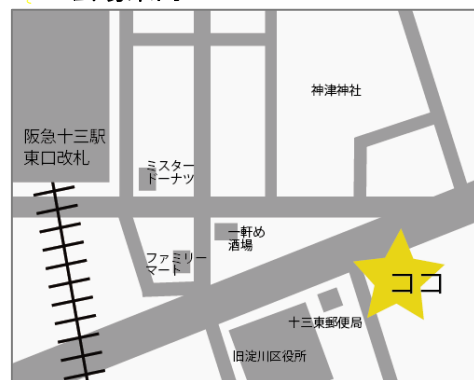 神津神社
阪急十三駅
東口改札
ミスター
ドーナツ
一軒め
酒場
ファミリー
マート
ココ
十三東郵便局
旧淀川区役所